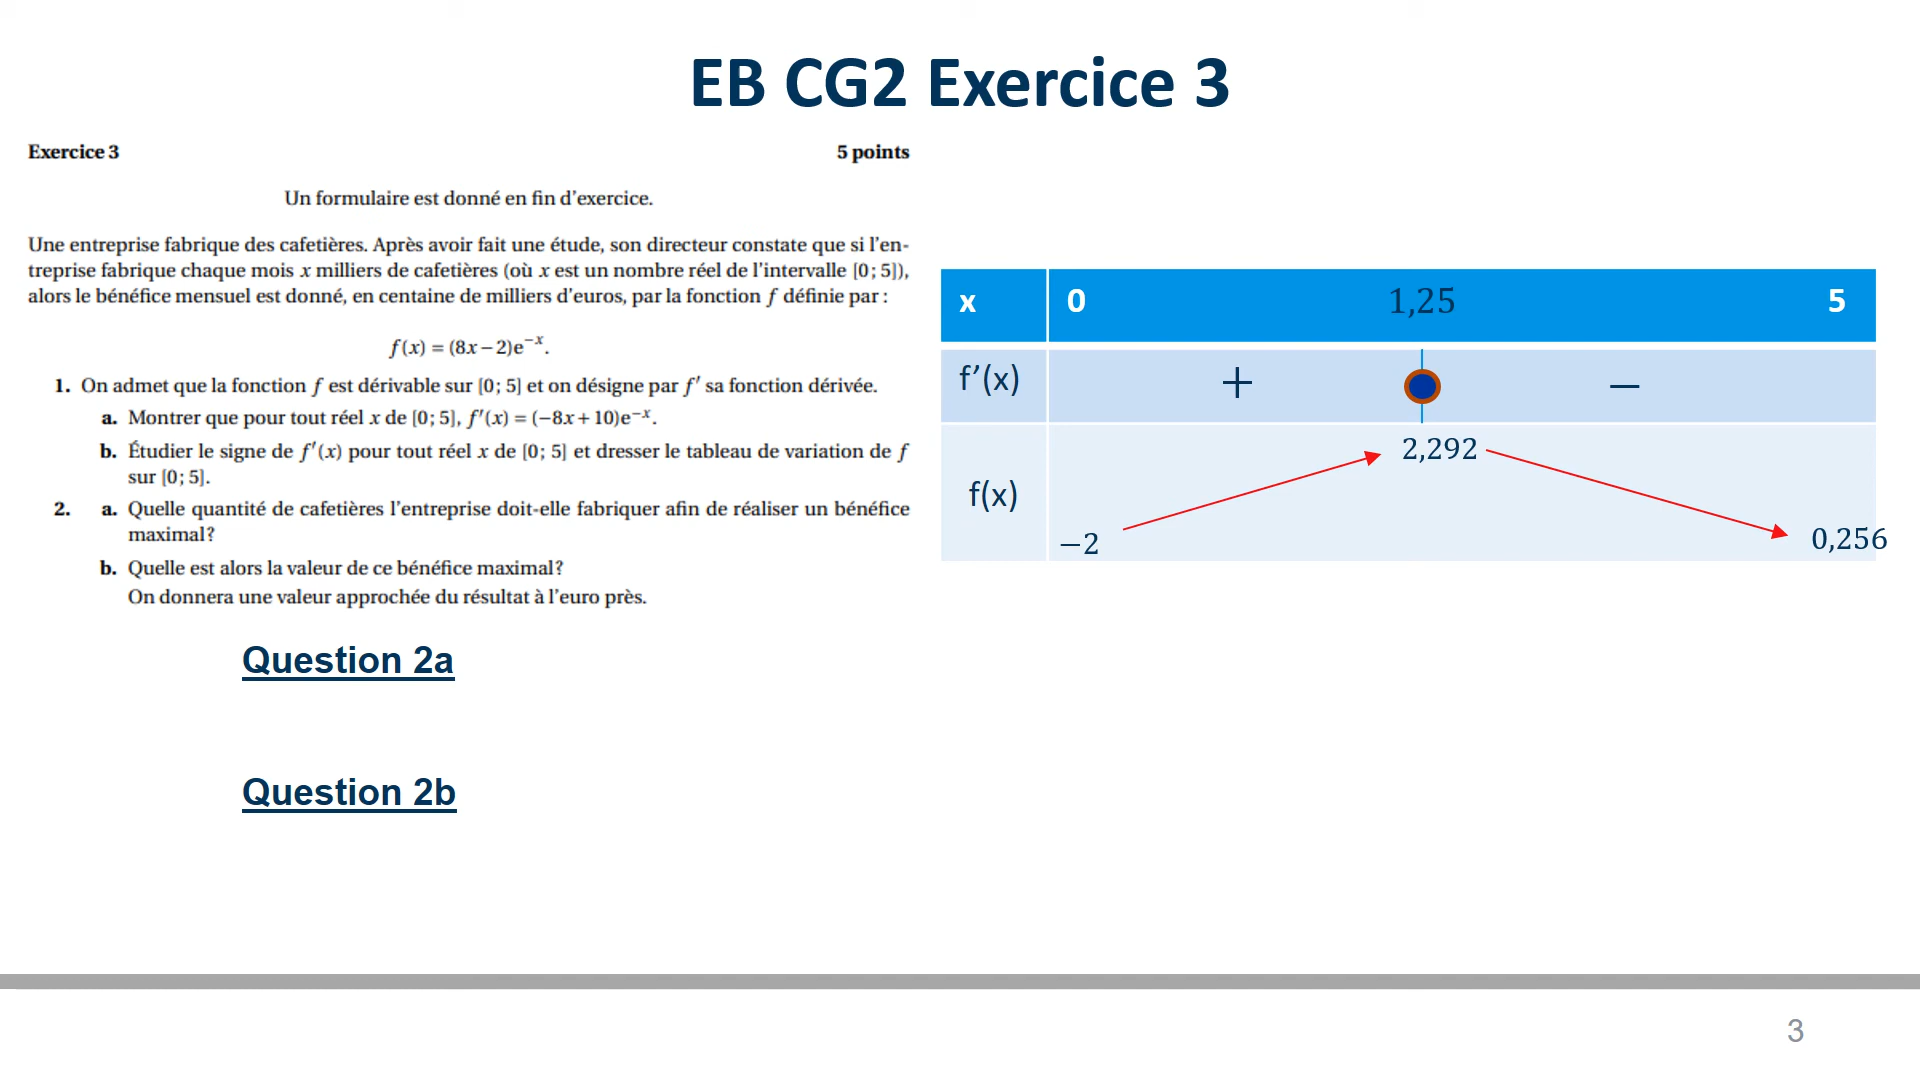 EB CG2 Exercice 3
Exercice 3 5 points
Un formulaire est donné en fin d'exercice.
Une entreprise fabrique des cafetières. Après avoir fait une étude, son directeur constate que si l'en-
treprise fabrique chaque mois x milliers de cafetières (où x est un nombre réel de l'intervalle [0; 5]),
alors le bénéfice mensuel est donné, en centaine de milliers d'euros, par la fonction f définie par :
f(x) = (8x − 2)e⁻ˣ.
1. On admet que la fonction f est dérivable sur [0; 5] et on désigne par f′ sa fonction dérivée.
a. Montrer que pour tout réel x de [0; 5], f′(x) = (−8x + 10)e⁻ˣ.
b. Étudier le signe de f′(x) pour tout réel x de [0; 5] et dresser le tableau de variation de f
sur [0; 5].
2. a. Quelle quantité de cafetières l'entreprise doit-elle fabriquer afin de réaliser un bénéfice
maximal?
b. Quelle est alors la valeur de ce bénéfice maximal?
On donnera une valeur approchée du résultat à l'euro près.
x 0 1,25 5
f'(x) + −
f(x) −2 2,292 0,256
Question 2a
Question 2b
3